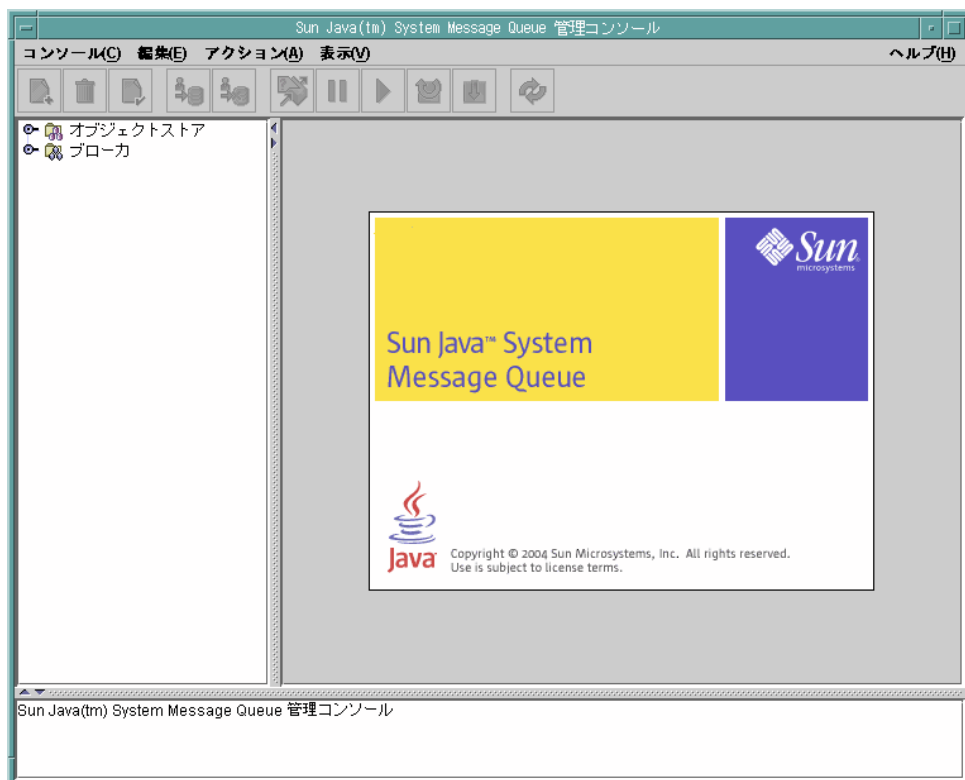 Sun Java(tm) System Message Queue 管理コンソール
コンソール(C) 編集(E) アクション(A) 表示(V) ヘルプ(H)
オブジェクトストア
ブローカ
Sun
microsystems
Sun Java™ System
Message Queue
Java
Copyright © 2004 Sun Microsystems, Inc. All rights reserved.
Use is subject to license terms.
Sun Java(tm) System Message Queue 管理コンソール